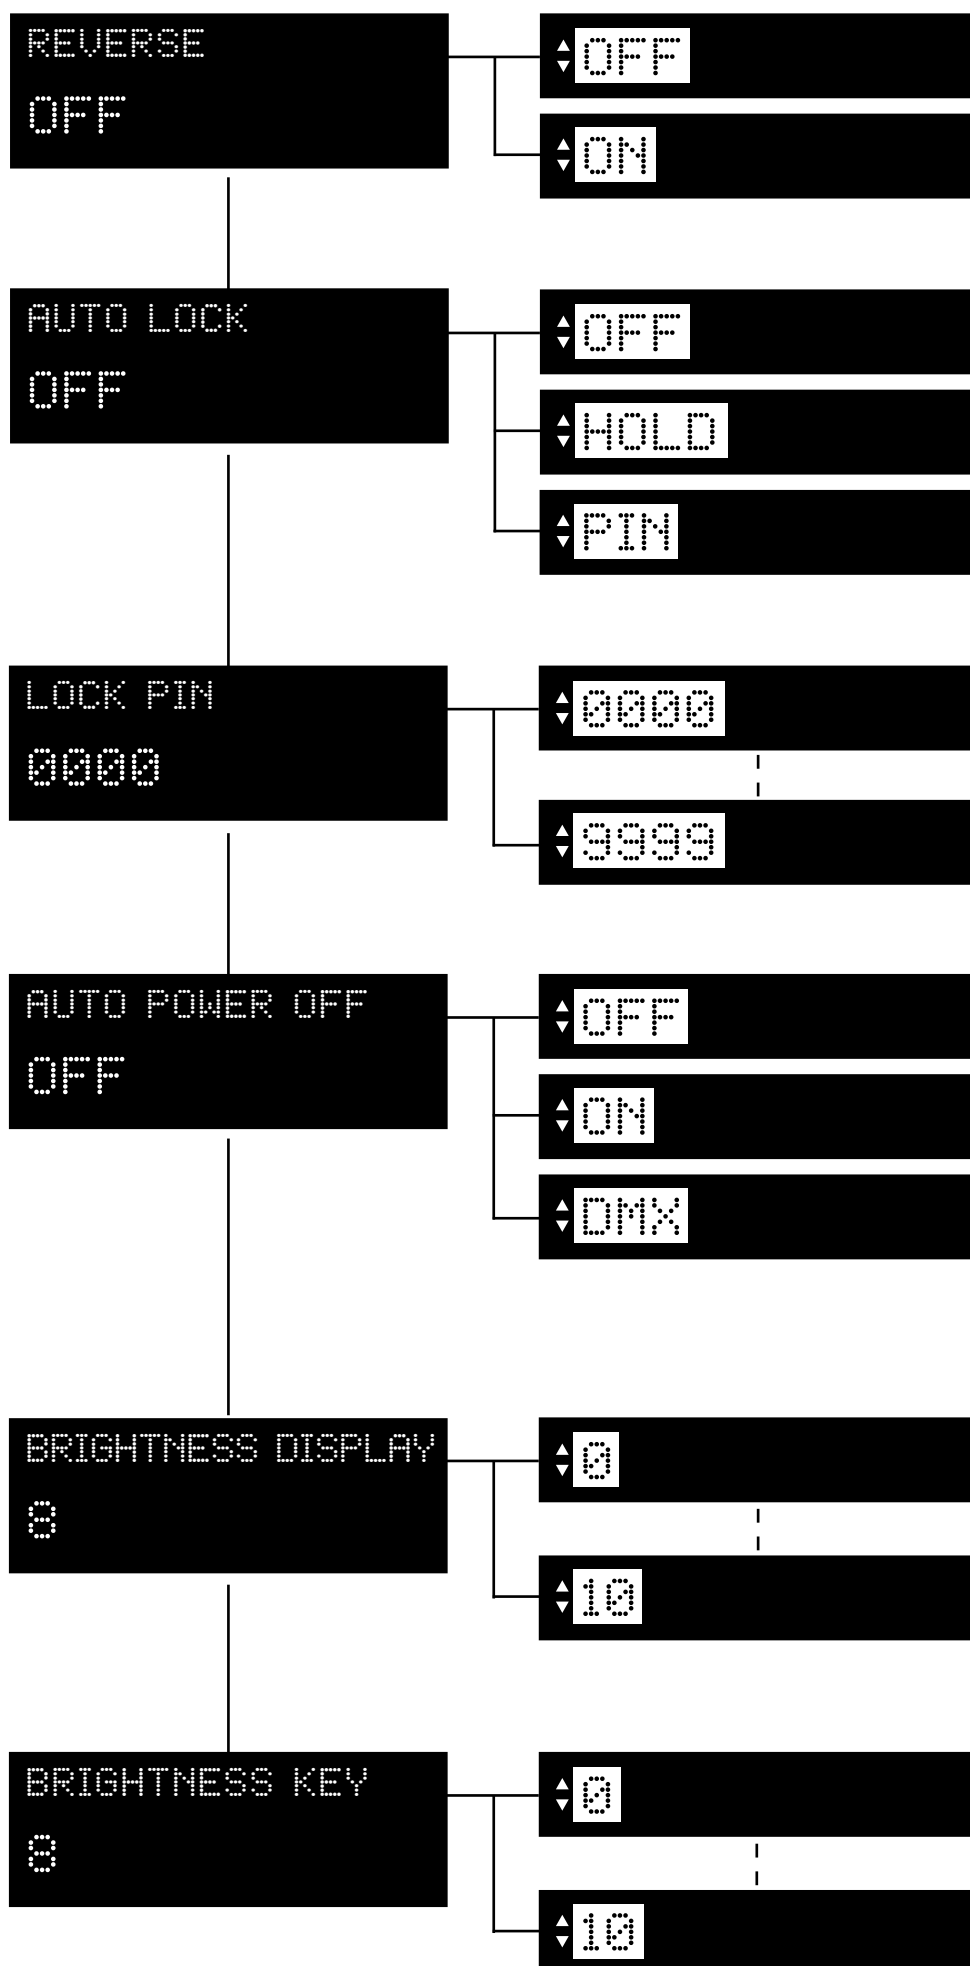 REVERSE
OFF
OFF
ON
AUTO LOCK
OFF
OFF
HOLD
PIN
LOCK PIN
0000
0000
9999
AUTO POWER OFF
OFF
OFF
ON
DMX
BRIGHTNESS DISPLAY
8
0
10
BRIGHTNESS KEY
8
0
10